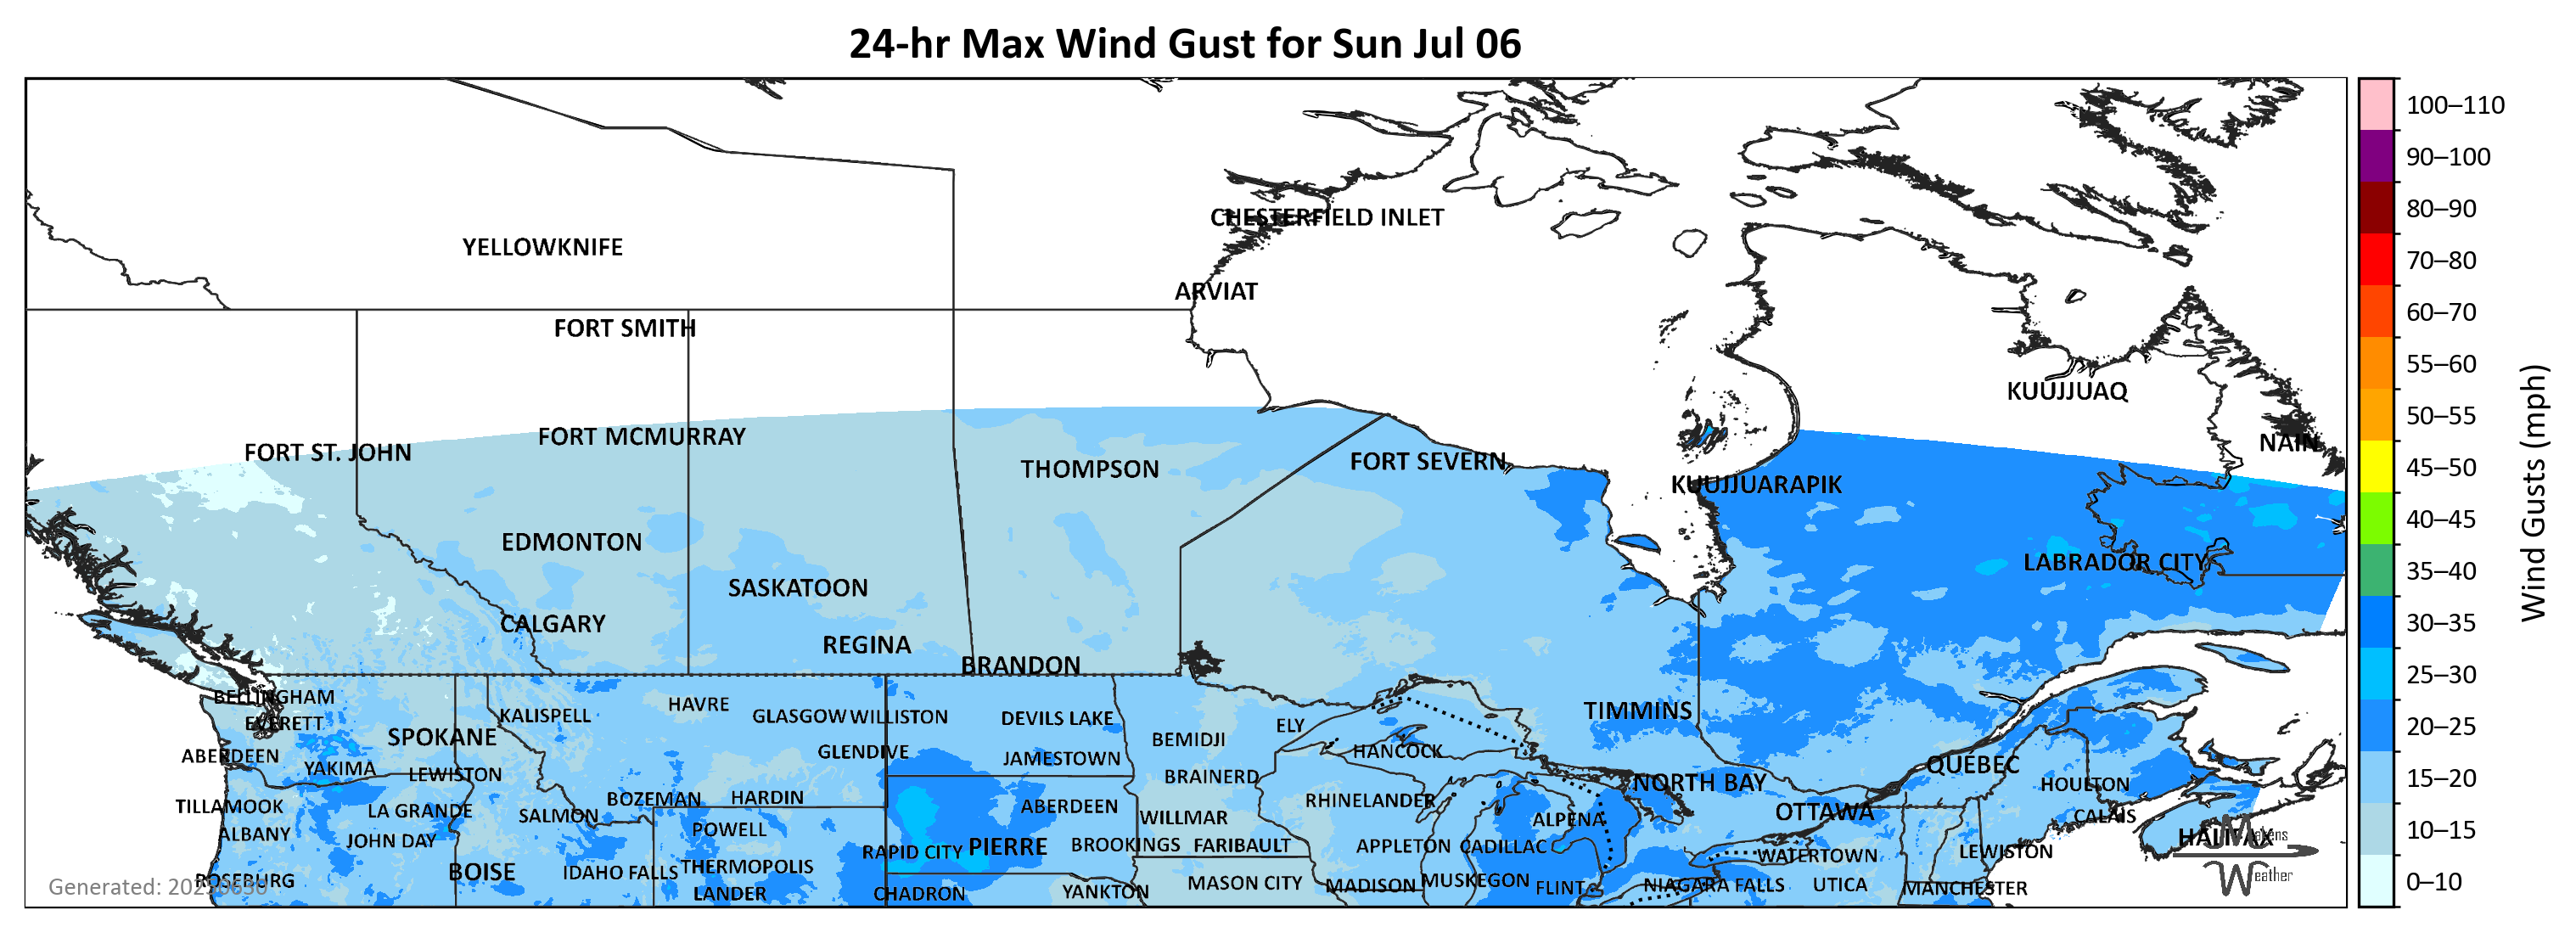 24-hr Max Wind Gust for Sun Jul 06
100–110
90–100
80–90
70–80
60–70
55–60
50–55
45–50
40–45
35–40
30–35
25–30
20–25
15–20
10–15
0–10
Wind Gusts (mph)
CHESTERFIELD INLET
YELLOWKNIFE
ARVIAT
FORT SMITH
KUUJJUAQ
FORT MCMURRAY
NAIN
FORT ST. JOHN
FORT SEVERN
THOMPSON
KUUJJUARAPIK
EDMONTON
LABRADOR CITY
SASKATOON
CALGARY
REGINA
BRANDON
BELLINGHAM
HAVRE
TIMMINS
KALISPELL
GLASGOW
WILLISTON
DEVILS LAKE
EVERETT
ELY
SPOKANE
BEMIDJI
HANCOCK
ABERDEEN
GLENDIVE
JAMESTOWN
QUEBEC
YAKIMA
LEWISTON
BRAINERD
NORTH BAY
HOULTON
BOZEMAN
HARDIN
RHINELANDER
TILLAMOOK
LA GRANDE
SALMON
ABERDEEN
WILLMAR
ALPENA
OTTAWA
CALAIS
ALBANY
JOHN DAY
POWELL
HALIFAX
Makens
RAPID CITY
PIERRE
BROOKINGS
FARIBAULT
APPLETON
CADILLAC
WATERTOWN
LEWISTON
BOISE
IDAHO FALLS
THERMOPOLIS
Weather
ROSEBURG
LANDER
CHADRON
YANKTON
MASON CITY
MADISON
MUSKEGON
FLINT
NIAGARA FALLS
UTICA
MANCHESTER
Generated: 20250630